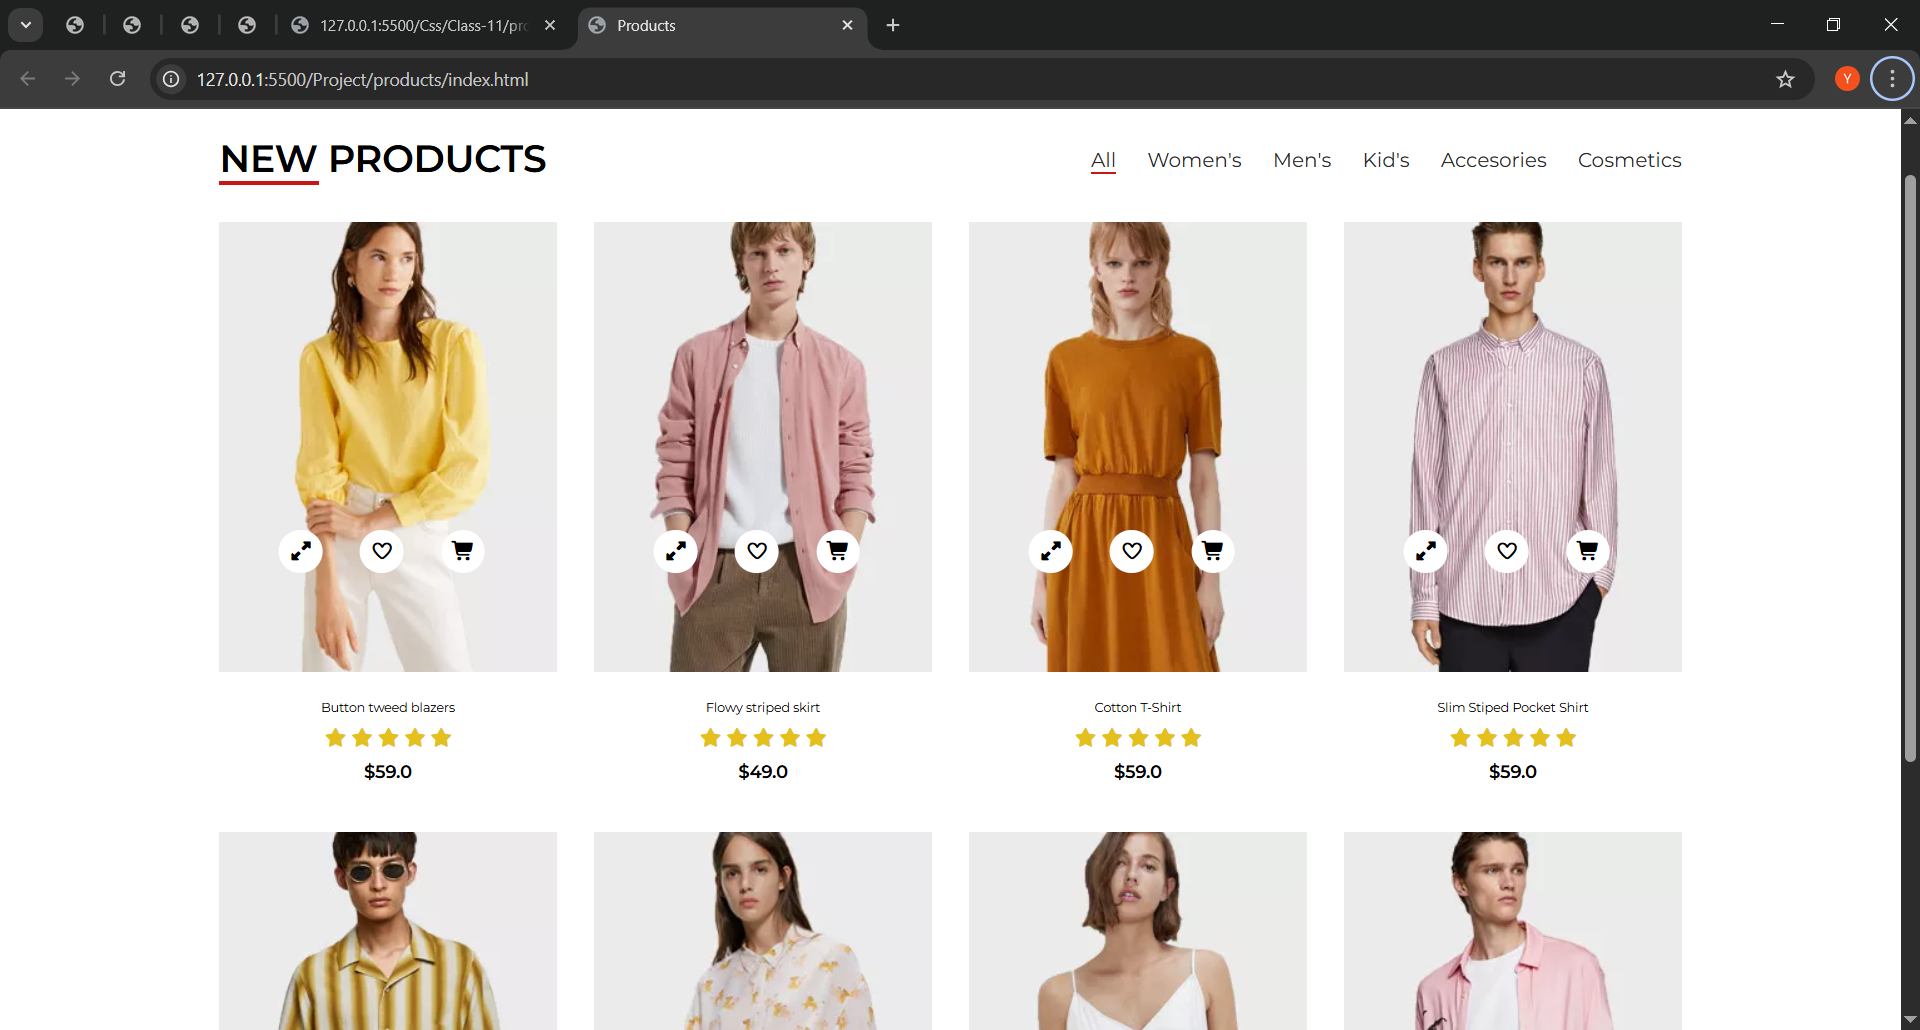 127.0.0.1:5500/Css/Class-11/pro
Products
127.0.0.1:5500/Project/products/index.html
Y
NEW PRODUCTS
All Women's Men's Kid's Accesories Cosmetics
Button tweed blazers
$59.0
Flowy striped skirt
$49.0
Cotton T-Shirt
$59.0
Slim Stiped Pocket Shirt
$59.0